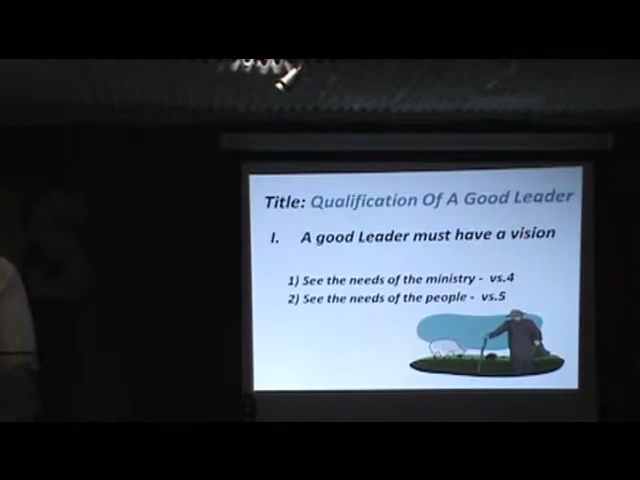 Title: Qualification Of A Good Leader
I. A good Leader must have a vision
1) See the needs of the ministry - vs.4
2) See the needs of the people - vs.5